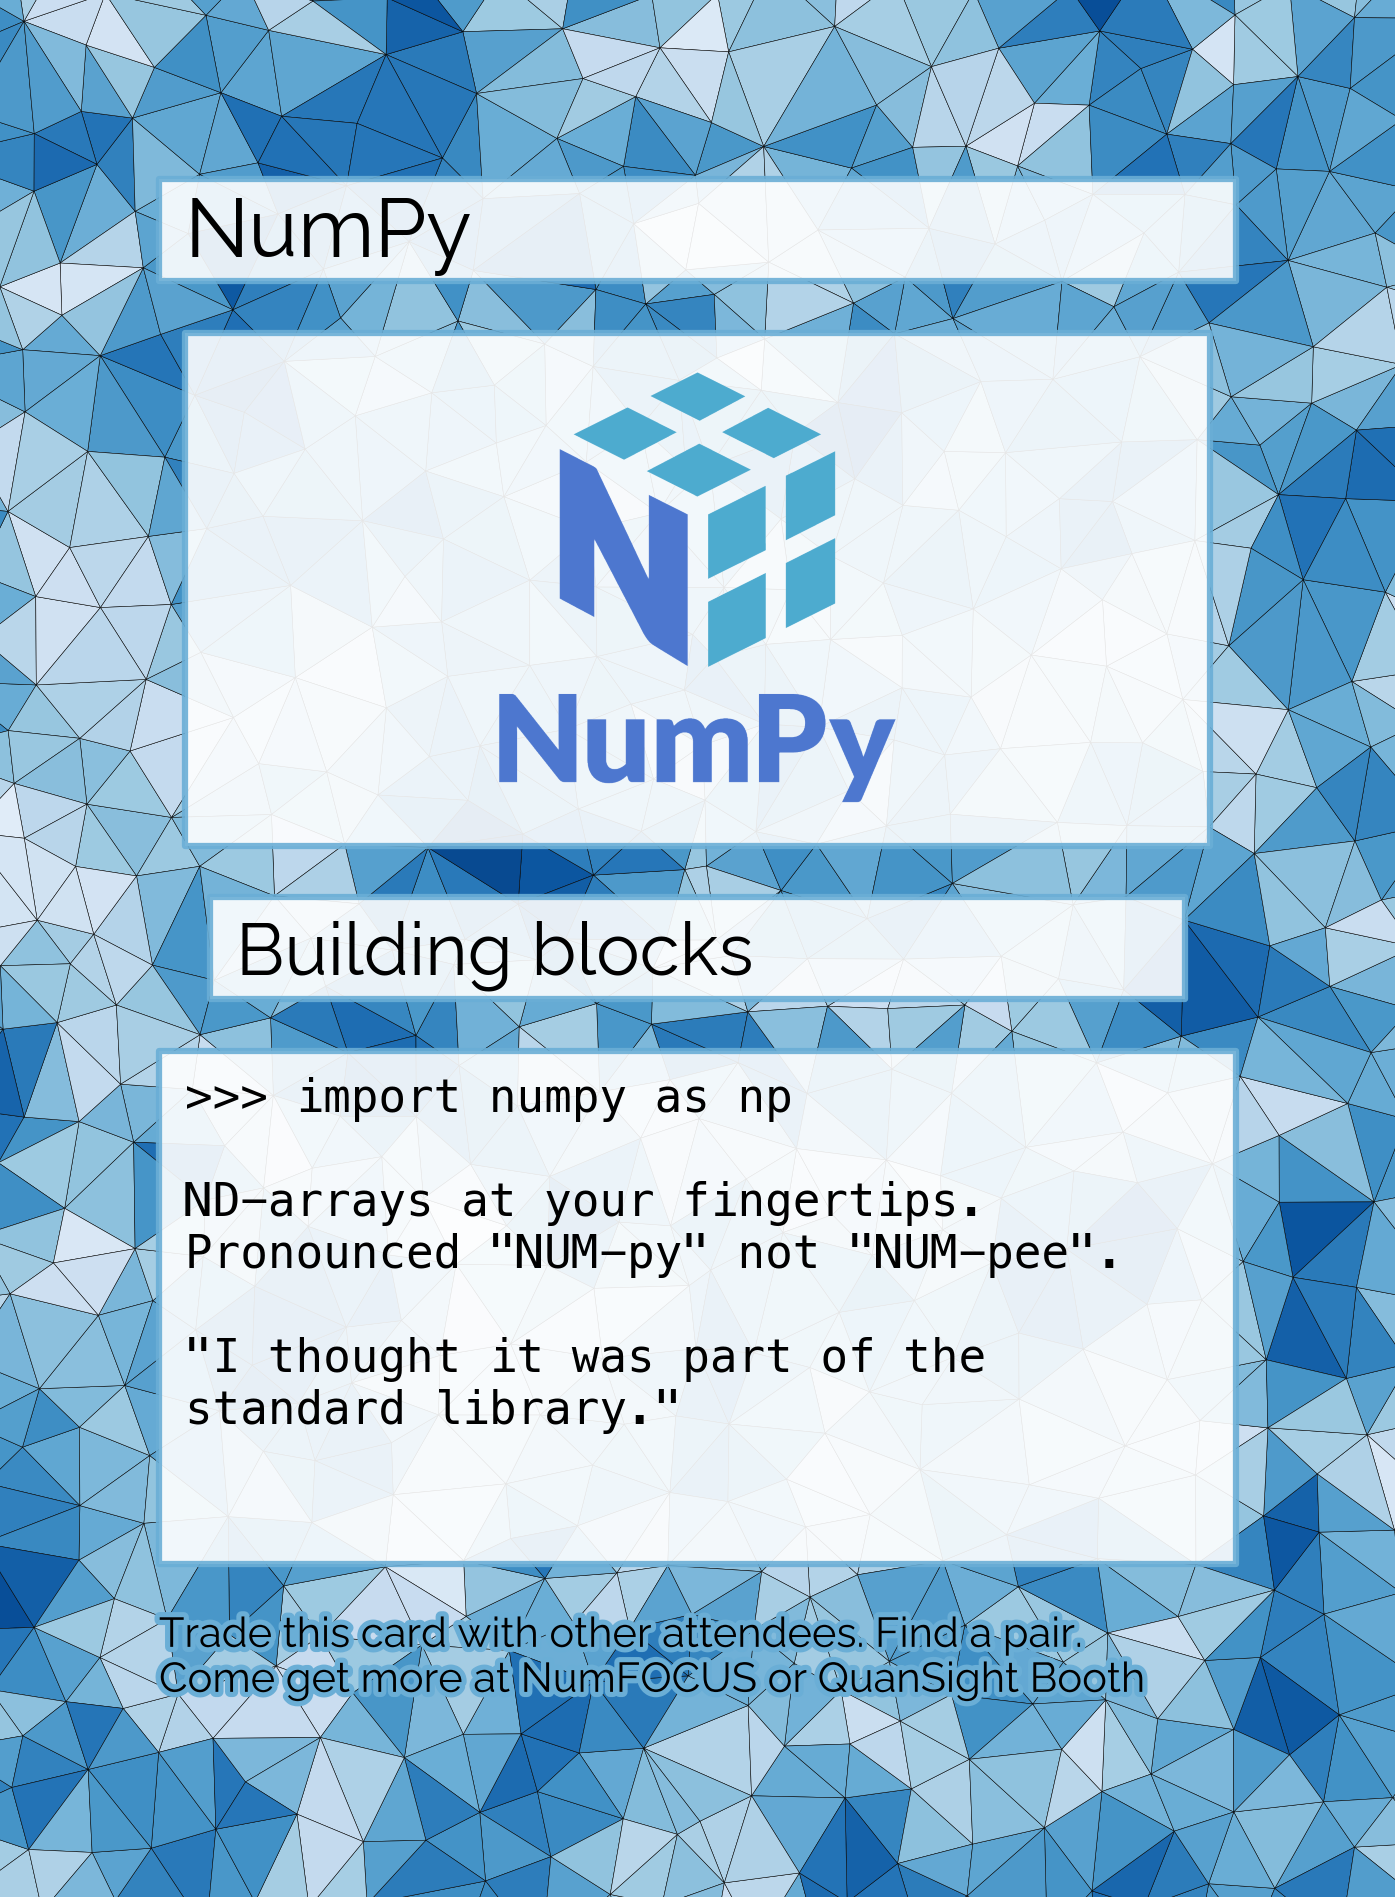 NumPy
NumPy
Building blocks
>>> import numpy as np
ND-arrays at your fingertips.
Pronounced "NUM-py" not "NUM-pee".
"I thought it was part of the
standard library."
Trade this card with other attendees. Find a pair.
Come get more at NumFOCUS or QuanSight Booth